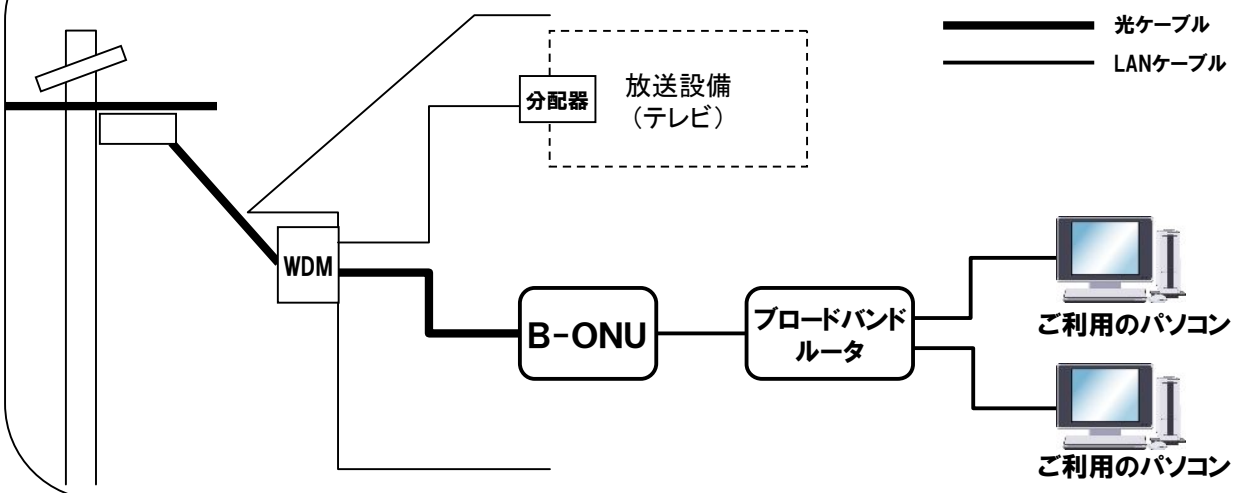 光ケーブル
LANケーブル
分配器
放送設備
（テレビ）
WDM
B-ONU
ブロードバンド
ルータ
ご利用のパソコン
ご利用のパソコン